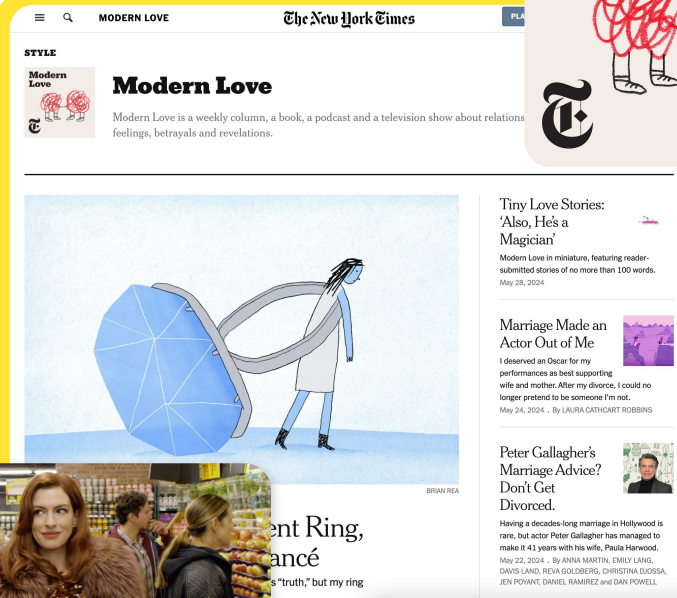 MODERN LOVE
The New York Times
PLA
STYLE
Modern
Love
Modern Love
Modern Love is a weekly column, a book, a podcast and a television show about relations
feelings, betrayals and revelations.
T
T
BRIAN REA
ent Ring,
ancé
s “truth,” but my ring
Tiny Love Stories:
‘Also, He’s a
Magician’
Modern Love in miniature, featuring reader-
submitted stories of no more than 100 words.
May 28, 2024
Marriage Made an
Actor Out of Me
I deserved an Oscar for my
performances as best supporting
wife and mother. After my divorce, I could no
longer pretend to be someone I’m not.
May 24, 2024 • By LAURA CATHCART ROBBINS
Peter Gallagher’s
Marriage Advice?
Don’t Get
Divorced.
Having a decades-long marriage in Hollywood is
rare, but actor Peter Gallagher has managed to
make it 41 years with his wife, Paula Harwood.
May 22, 2024 • By ANNA MARTIN, EMILY LANG,
DAVIS LAND, REVA GOLDBERG, CHRISTINA DJOSSA,
JEN POYANT, DANIEL RAMIREZ and DAN POWELL